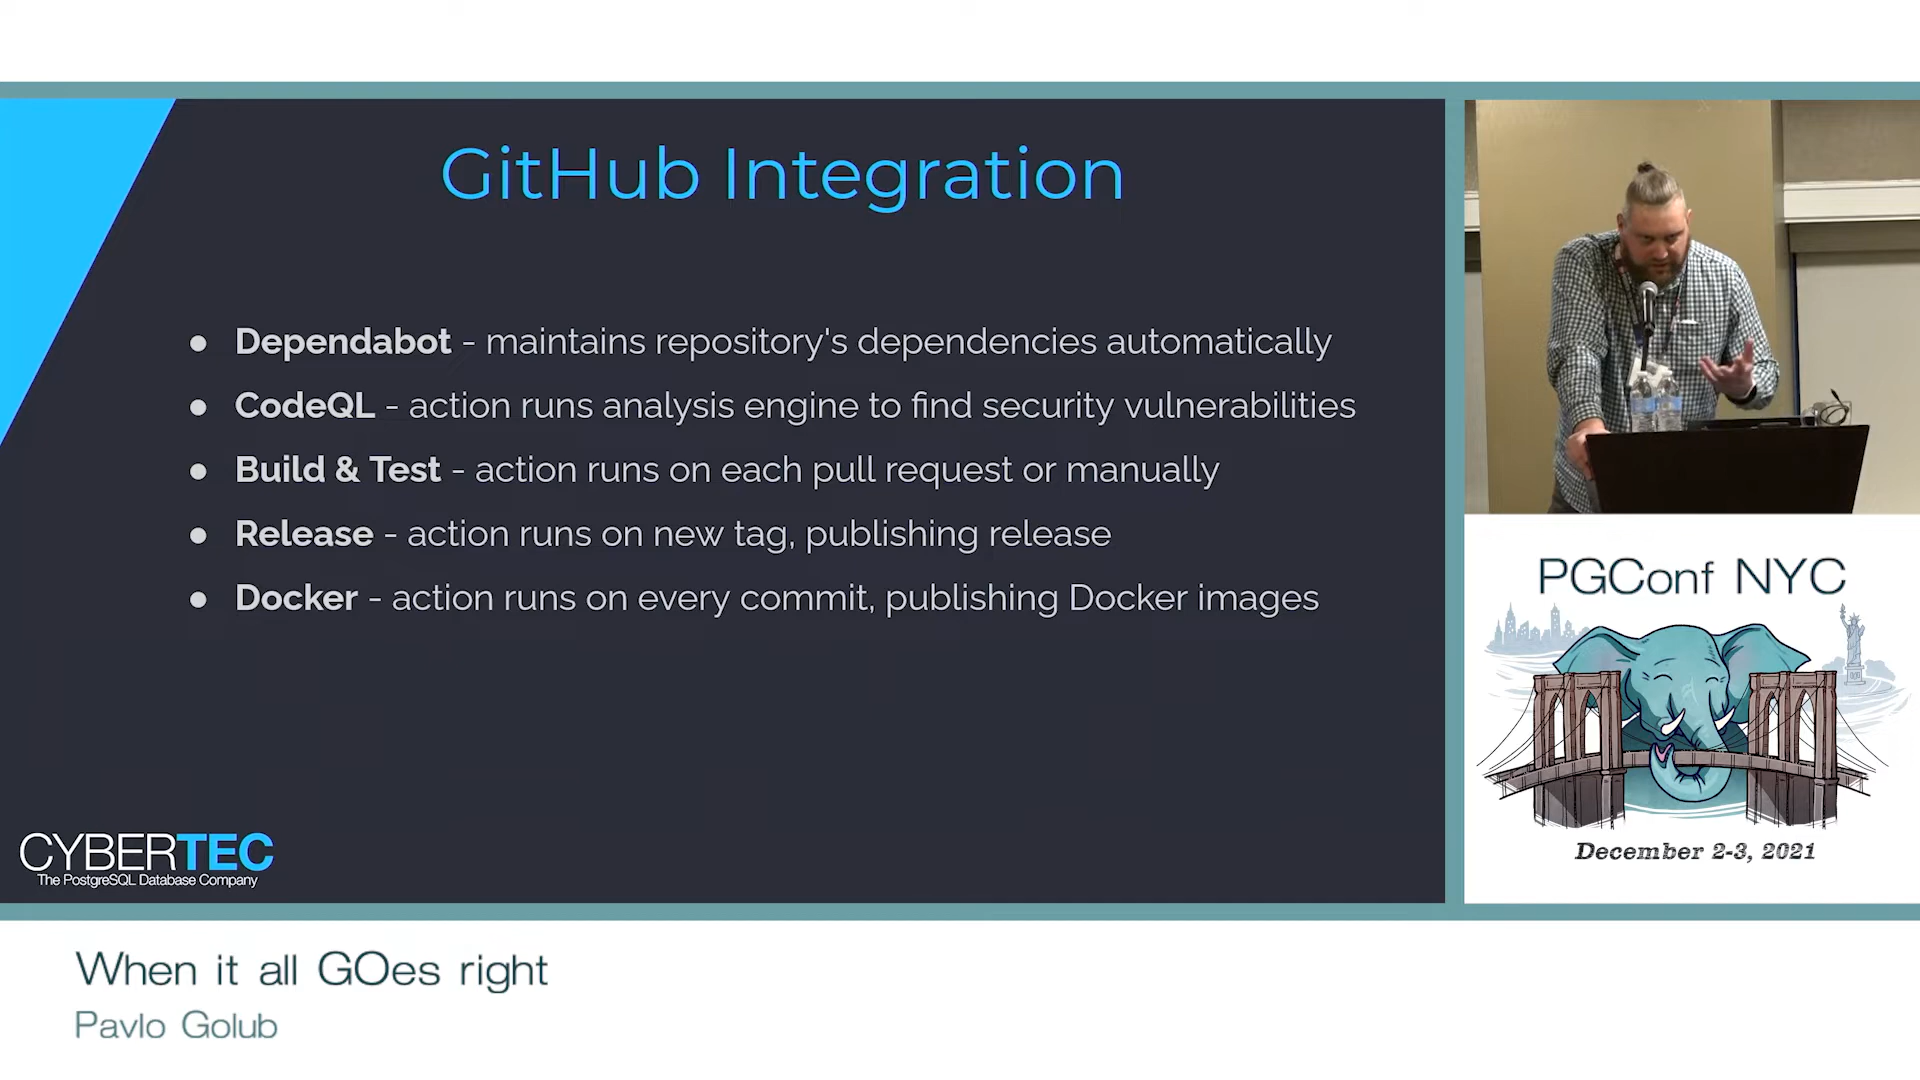 GitHub Integration
● Dependabot - maintains repository's dependencies automatically
● CodeQL - action runs analysis engine to find security vulnerabilities
● Build & Test - action runs on each pull request or manually
● Release - action runs on new tag, publishing release
● Docker - action runs on every commit, publishing Docker images
CYBERTEC
The PostgreSQL Database Company
PGConf NYC
December 2-3, 2021
When it all GOes right
Pavlo Golub